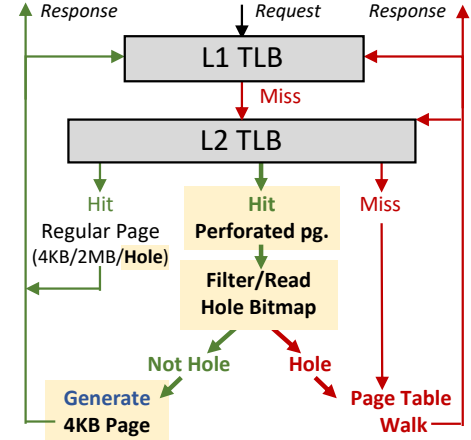 Response
Request
Response
L1 TLB
Miss
L2 TLB
Hit
Regular Page
(4KB/2MB/Hole)
Hit
Perforated pg.
Miss
Filter/Read
Hole Bitmap
Not Hole
Hole
Generate
4KB Page
Page Table
Walk